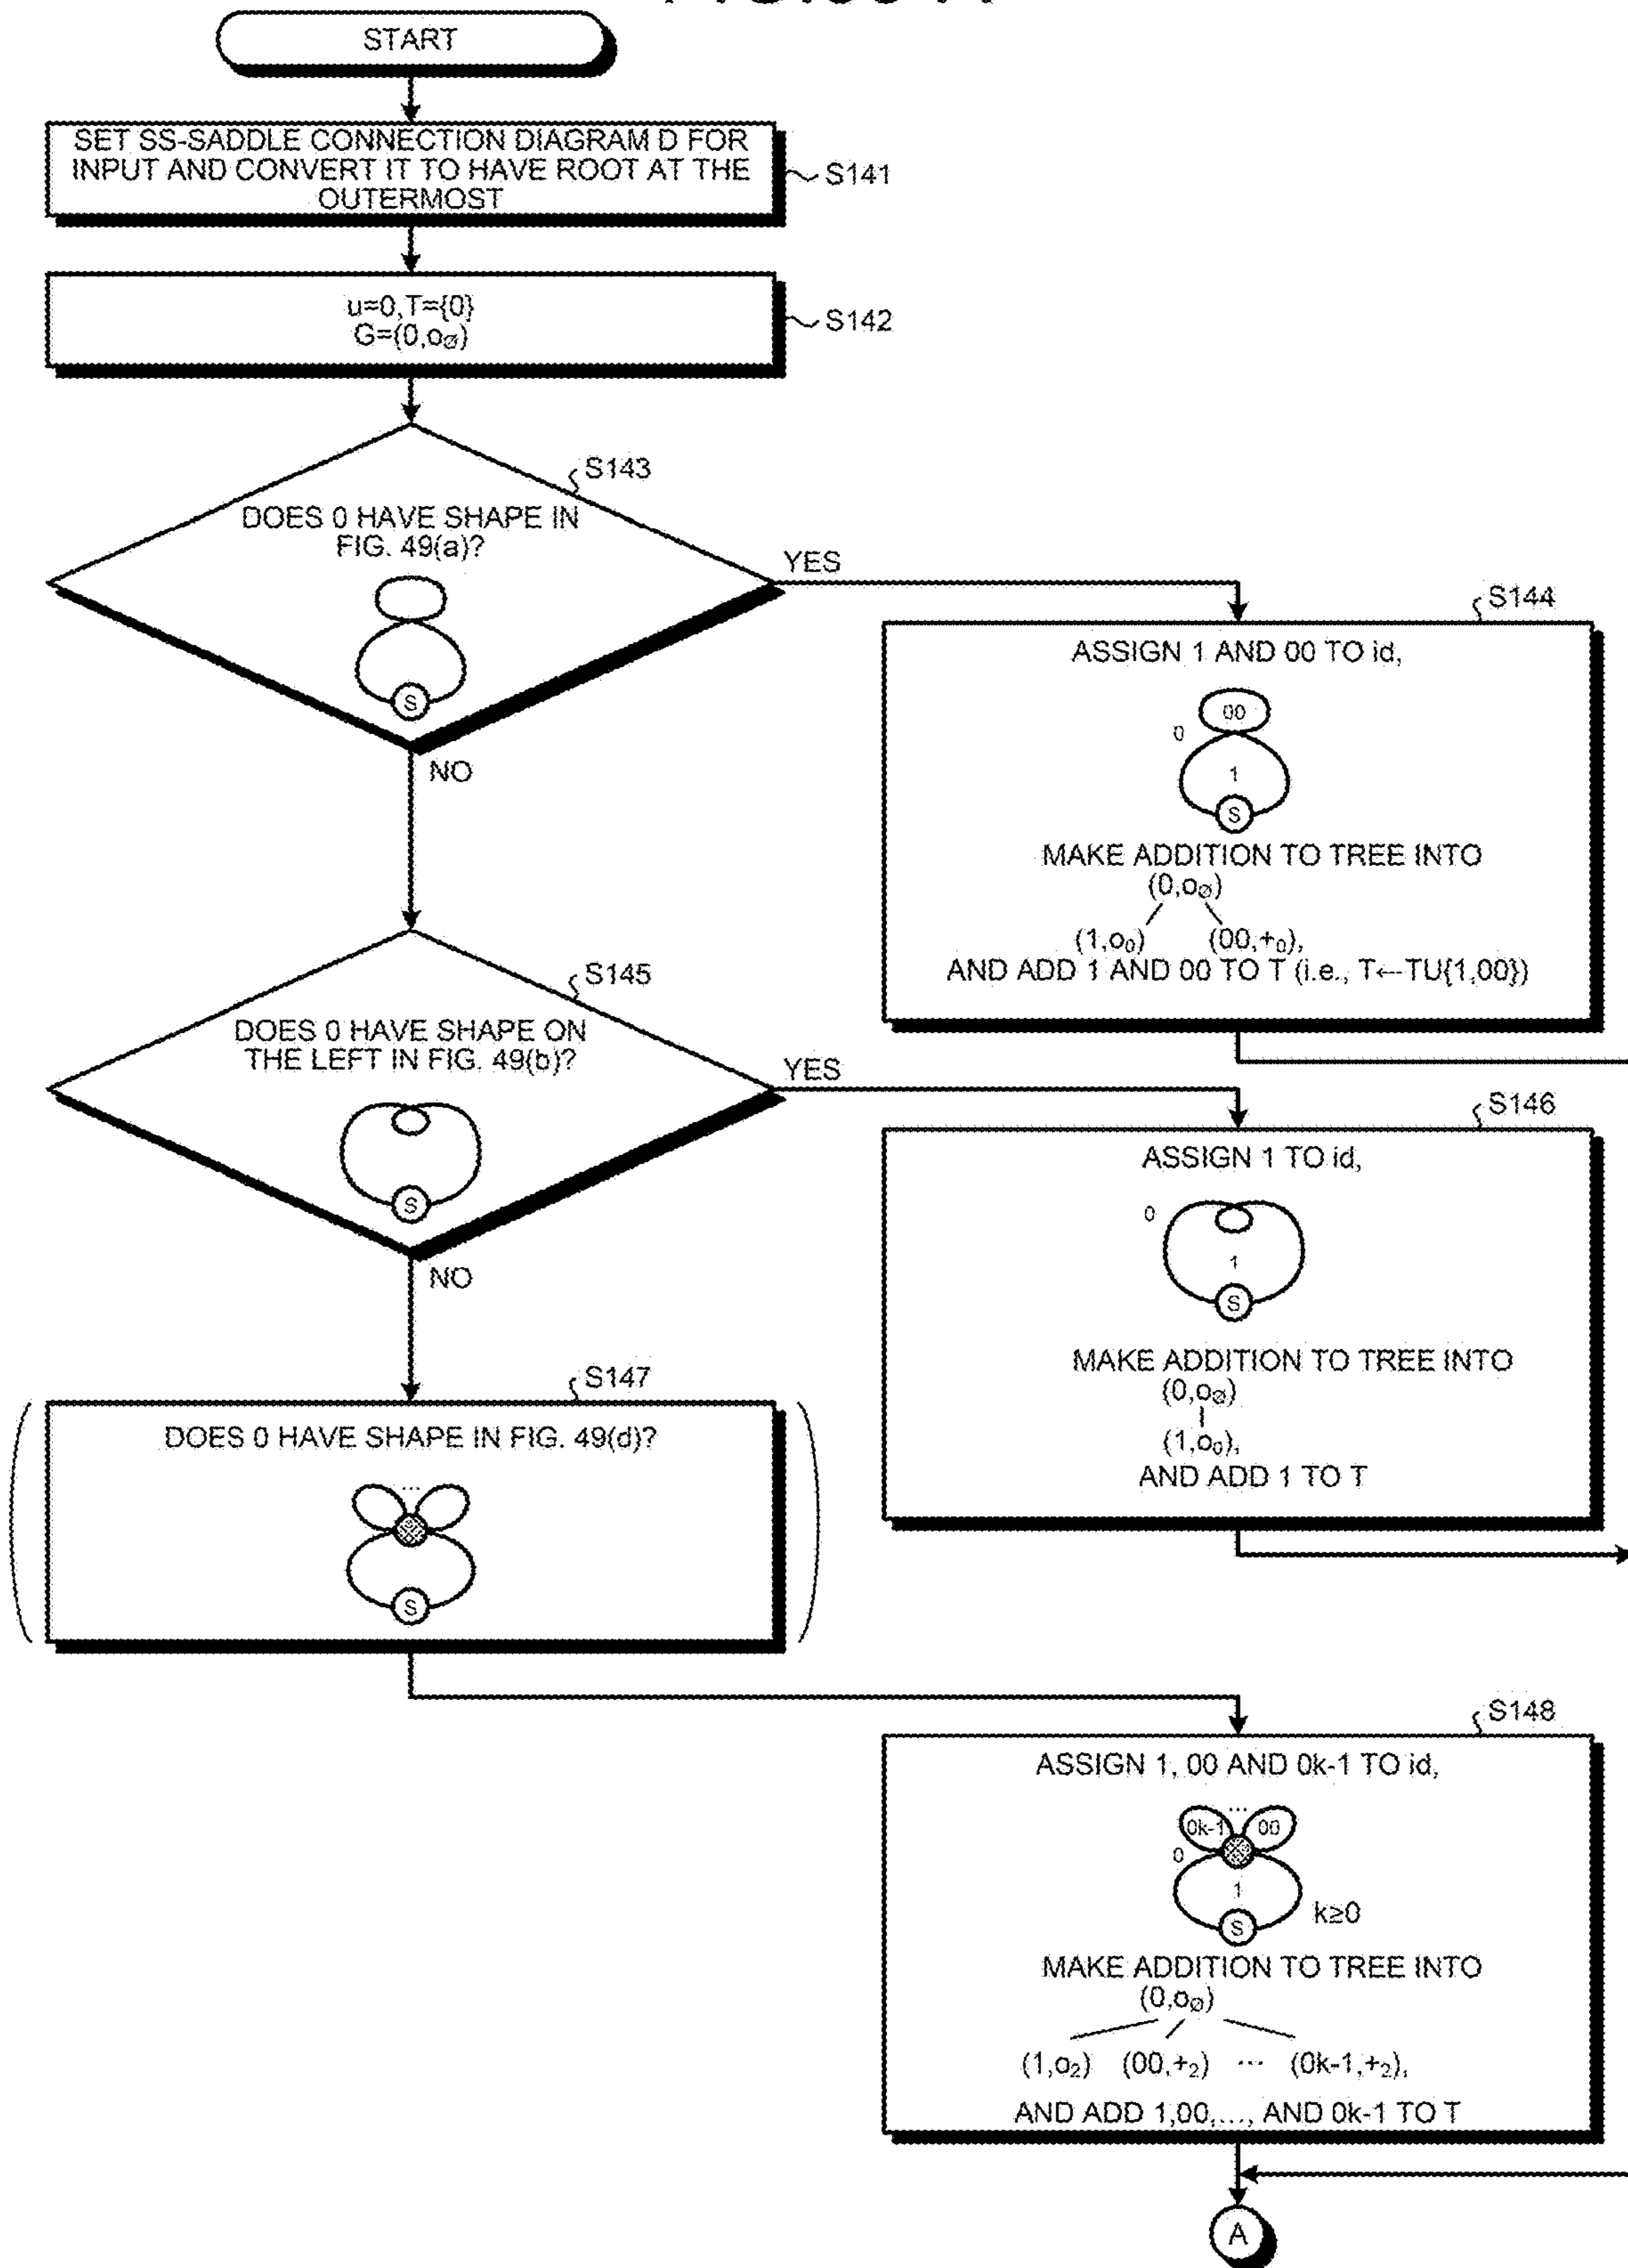 START
SET SS-SADDLE CONNECTION DIAGRAM D FOR
INPUT AND CONVERT IT TO HAVE ROOT AT THE
OUTERMOST
S141
u=0,T={0}
G=(0,o∅)
S142
S143
DOES 0 HAVE SHAPE IN
FIG. 49(a)?
S
YES
NO
S144
ASSIGN 1 AND 00 TO id,
00
0
1
S
MAKE ADDITION TO TREE INTO
(0,o∅)
(1,o₀) (00,+₀),
AND ADD 1 AND 00 TO T (i.e., T←TU{1,00})
S145
DOES 0 HAVE SHAPE ON
THE LEFT IN FIG. 49(b)?
S
YES
NO
S146
ASSIGN 1 TO id,
0
1
S
MAKE ADDITION TO TREE INTO
(0,o∅)
(1,o₀),
AND ADD 1 TO T
S147
DOES 0 HAVE SHAPE IN FIG. 49(d)?
...
S
S148
ASSIGN 1, 00 AND 0k-1 TO id,
...
0k-1 00
0
1
k≥0
S
MAKE ADDITION TO TREE INTO
(0,o∅)
(1,o₂) (00,+₂) ... (0k-1,+₂),
AND ADD 1,00,..., AND 0k-1 TO T
A